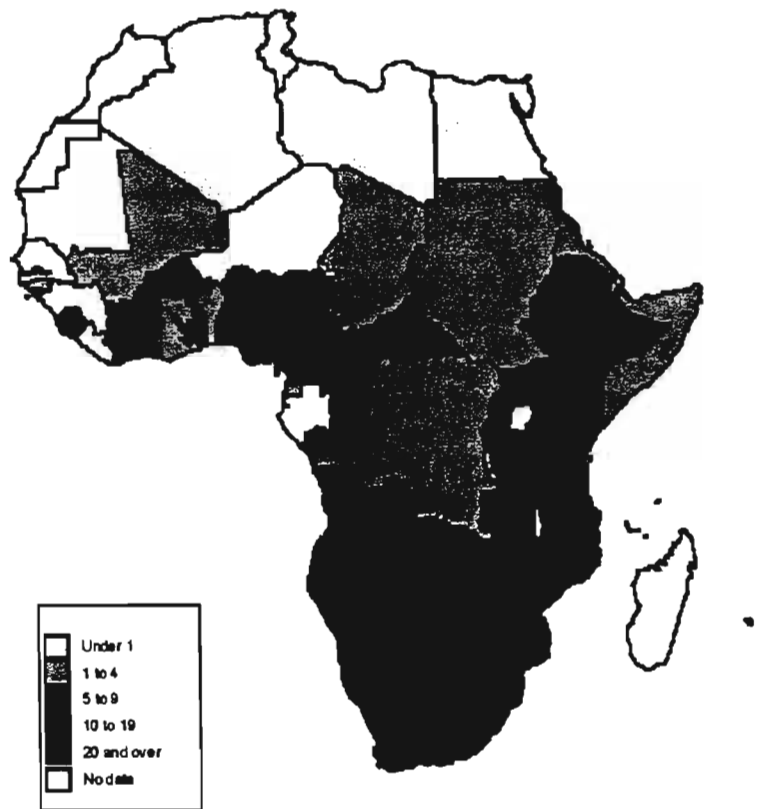 Under 1
1 to 4
5 to 9
10 to 19
20 and over
No data